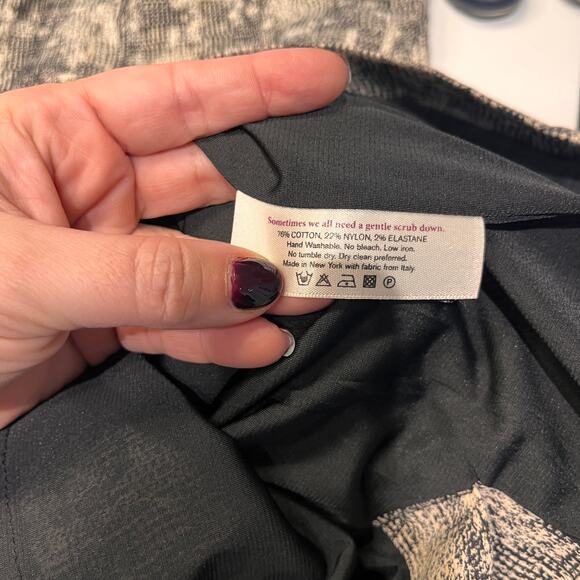 Sometimes we all need a gentle scrub down.
76% COTTON, 22% NYLON, 2% ELASTANE
Hand Washable. No bleach. Low iron.
No tumble dry. Dry clean preferred.
Made in New York with fabric from Italy.
P